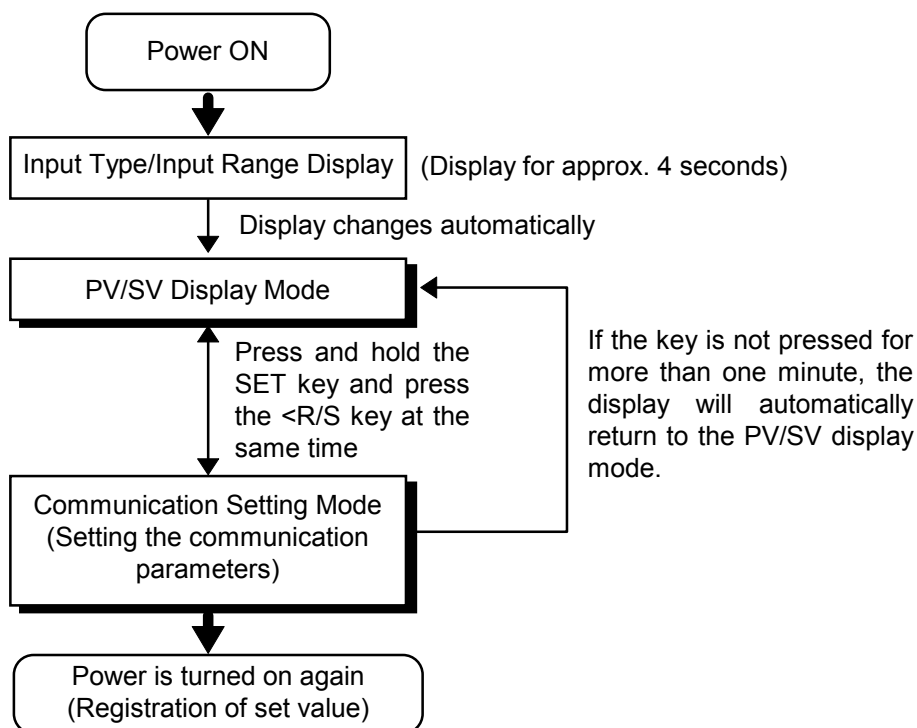 Power ON
Input Type/Input Range Display
(Display for approx. 4 seconds)
Display changes automatically
PV/SV Display Mode
Press and hold the
SET key and press
the <R/S key at the
same time
If the key is not pressed for
more than one minute, the
display will automatically
return to the PV/SV display
mode.
Communication Setting Mode
(Setting the communication
parameters)
Power is turned on again
(Registration of set value)